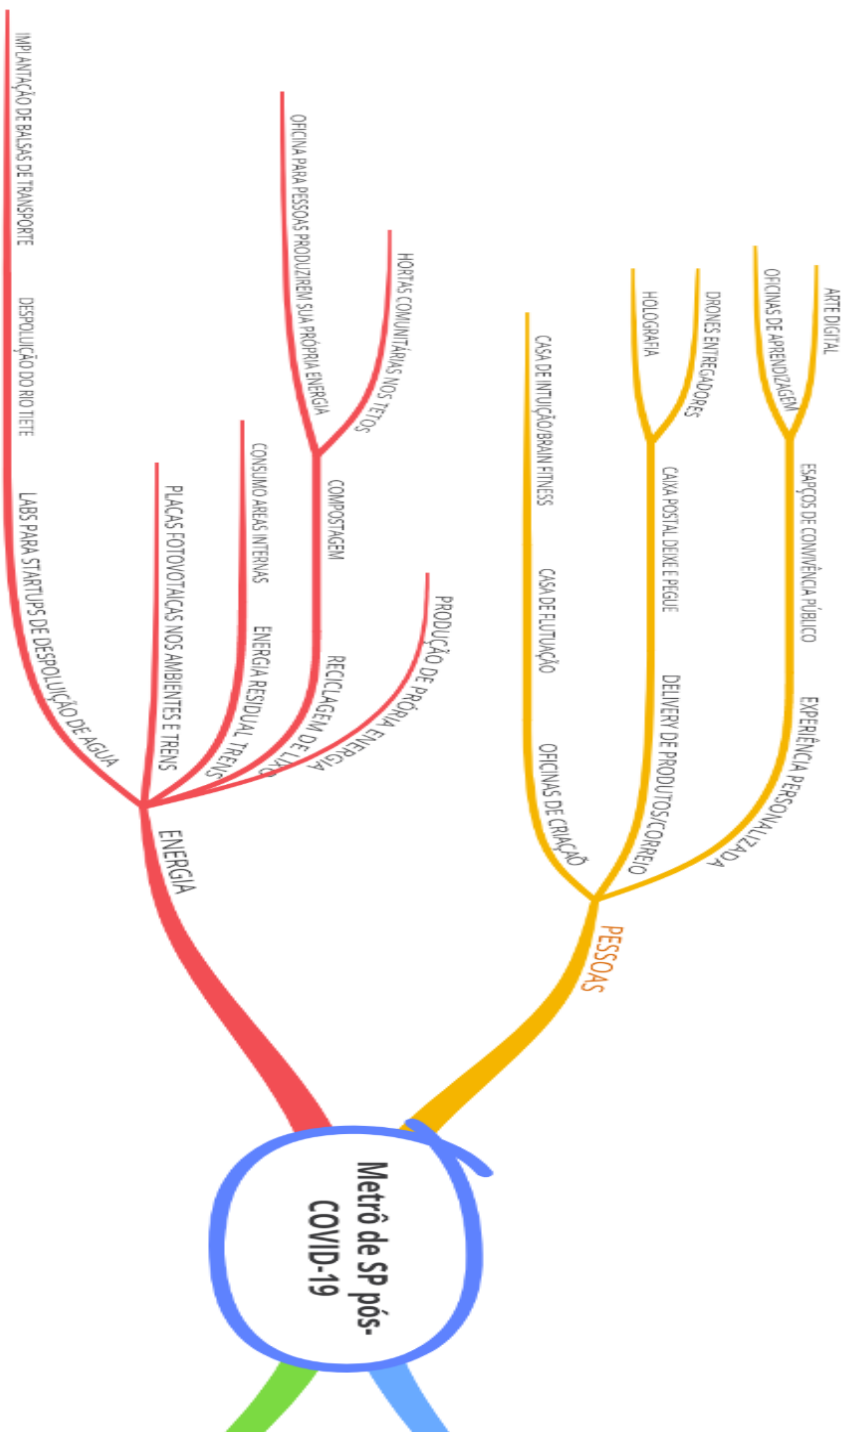 ARTE DIGITAL
OFICINAS DE APRENDIZAGEM
ESAPÇOS DE CONVIVÊNCIA PÚBLICO
EXPERIÊNCIA PERSONALIZADA
DRONES ENTREGADORES
HOLOGRAFIA
CAIXA POSTAL DEIXE E PEGUE
DELIVERY DE PRODUTOS/CORREIO
CASA DE INTUIÇÃO/BRAIN FITNESS
CASA DE FLUTUAÇÃO
OFICINAS DE CRIAÇAÕ
PESSOAS
PRODUÇÃO DE PRÓRIA ENERGIA
HORTAS COMUNITÁRIAS NOS TETOS
OFICINA PARA PESSOAS PRODUZIREM SUA PRÓPRIA ENERGIA
COMPOSTAGEM
RECICLAGEM DE LIXO
CONSUMO AREAS INTERNAS
ENERGIA RESIDUAL TRENS
PLACAS FOTOVOTAICAS NOS AMBIENTES E TRENS
IMPLANTAÇÃO DE BALSAS DE TRANSPORTE
DESPOLUIÇÃO DO RIO TIETE
LABS PARA STARTUPS DE DESPOLUIÇÃO DE AGUA
ENERGIA
Metrô de SP pós-
COVID-19